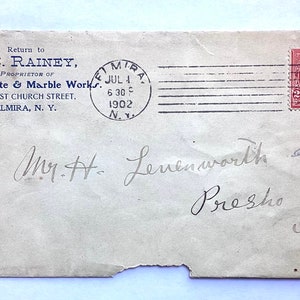 Return to
RAINEY,
PROPRIETOR OF
te & Marble Works.
ST CHURCH STREET.
LMIRA, N. Y.
ELMIRA.
JUL 1
6 30 P
1902
N.Y.
Mr. H. Levenworth
Presho